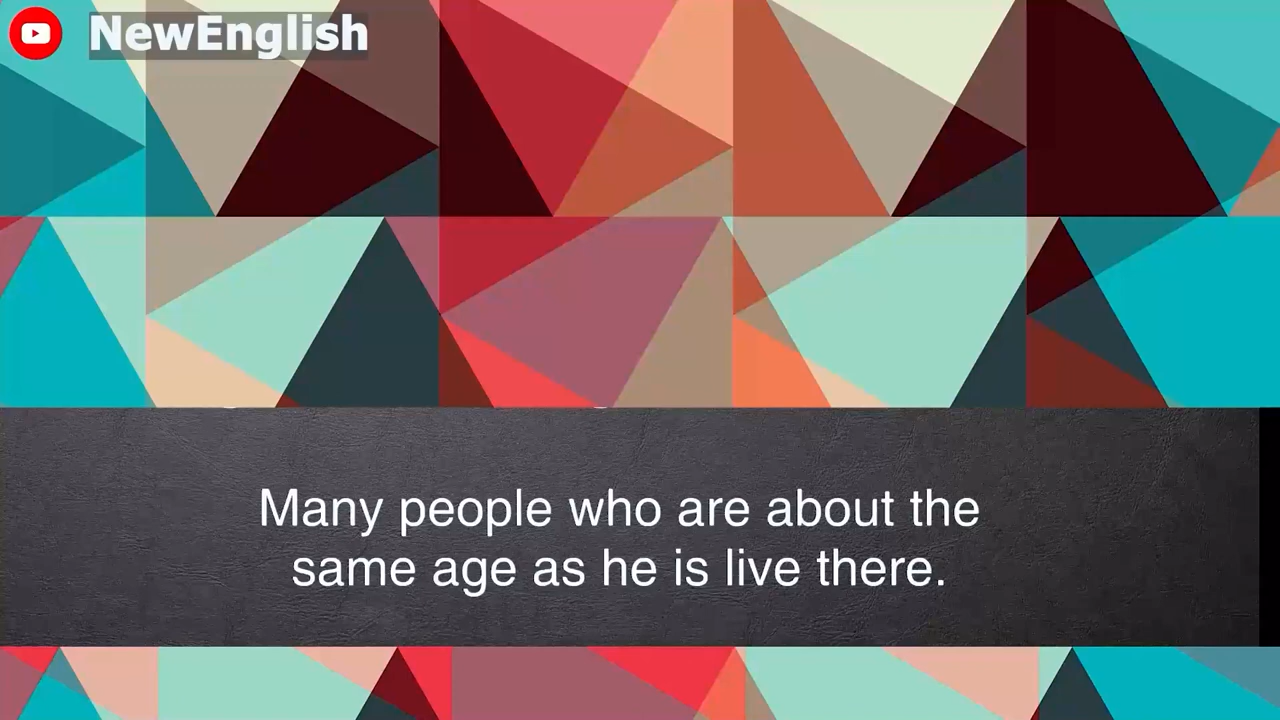 NewEnglish
Many people who are about the
same age as he is live there.